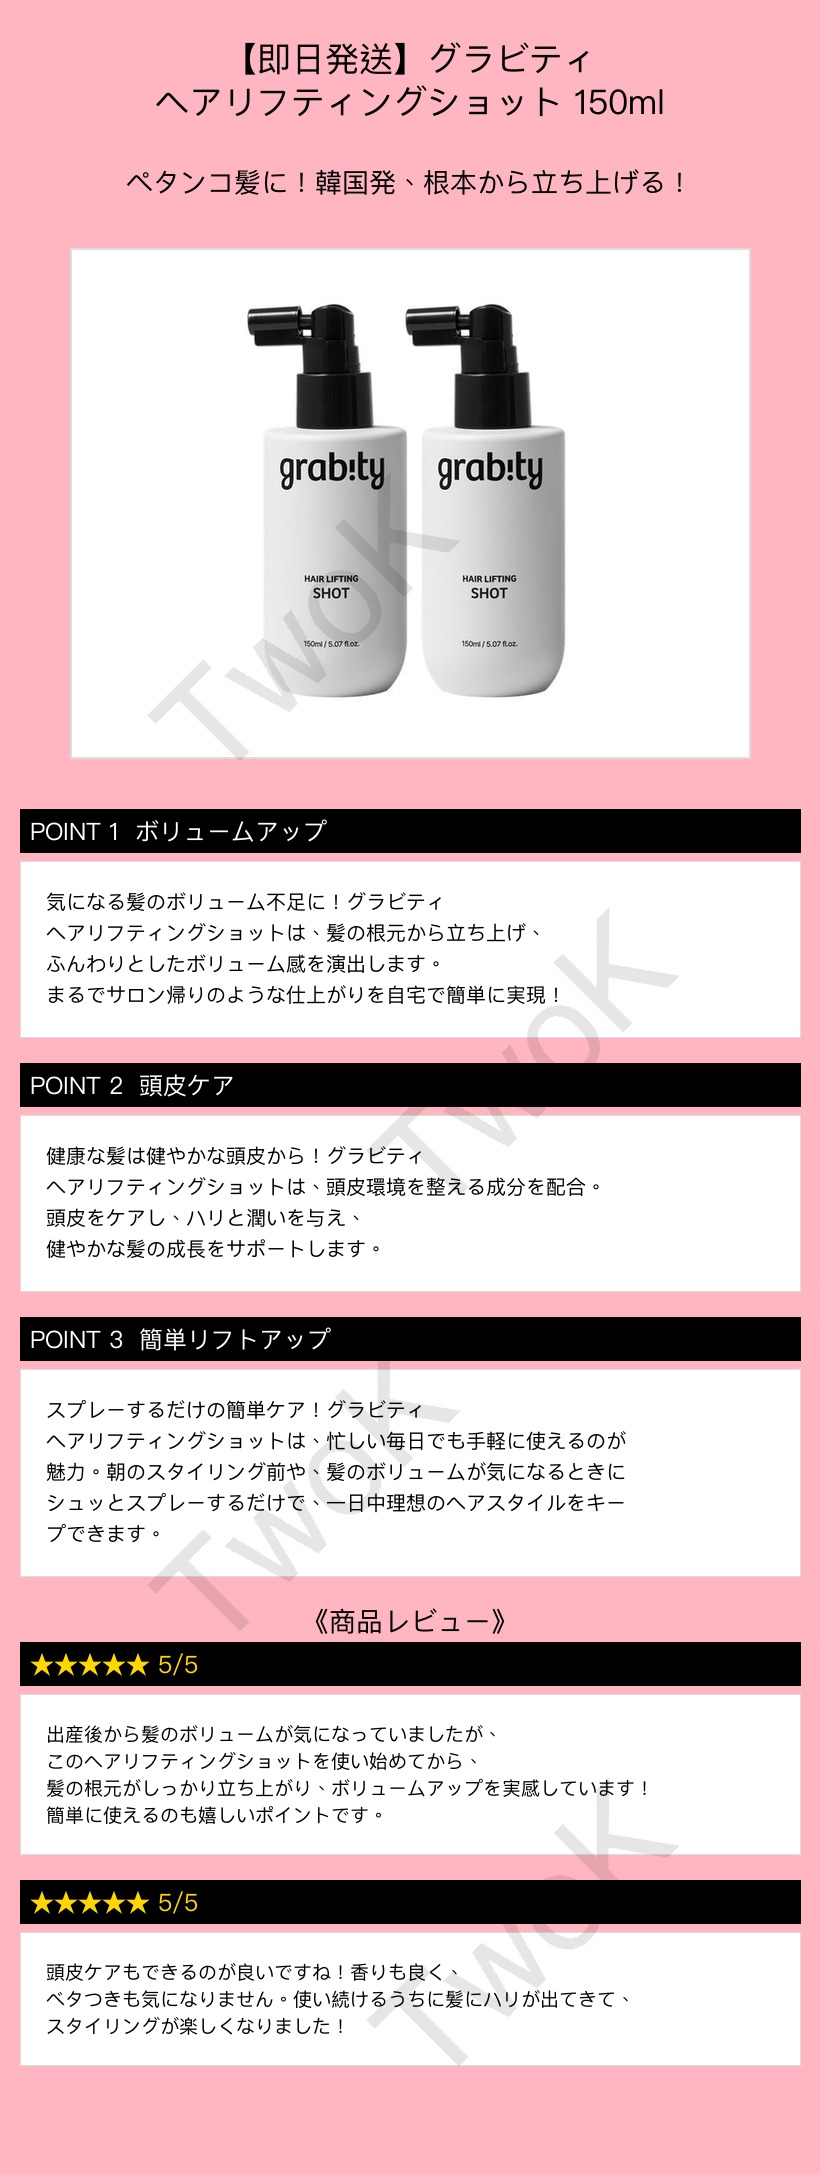 【即日発送】グラビティ
ヘアリフティングショット 150ml
ペタンコ髪に！韓国発、根本から立ち上げる！
grab!ty grab!ty
HAIR LIFTING HAIR LIFTING
SHOT SHOT
150ml / 5.07 fl.oz. 150ml / 5.07 fl.oz.
TwoK
POINT 1 ボリュームアップ
気になる髪のボリューム不足に！グラビティ
ヘアリフティングショットは、髪の根元から立ち上げ、
ふんわりとしたボリューム感を演出します。
まるでサロン帰りのような仕上がりを自宅で簡単に実現！
TwoK
POINT 2 頭皮ケア
健康な髪は健やかな頭皮から！グラビティ
ヘアリフティングショットは、頭皮環境を整える成分を配合。
頭皮をケアし、ハリと潤いを与え、
健やかな髪の成長をサポートします。
POINT 3 簡単リフトアップ
スプレーするだけの簡単ケア！グラビティ
ヘアリフティングショットは、忙しい毎日でも手軽に使えるのが
魅力。朝のスタイリング前や、髪のボリュームが気になるときに
シュッとスプレーするだけで、一日中理想のヘアスタイルをキー
プできます。
TwoK
《商品レビュー》
★★★★★ 5/5
出産後から髪のボリュームが気になっていましたが、
このヘアリフティングショットを使い始めてから、
髪の根元がしっかり立ち上がり、ボリュームアップを実感しています！
簡単に使えるのも嬉しいポイントです。
★★★★★ 5/5
頭皮ケアもできるのが良いですね！香りも良く、
ベタつきも気になりません。使い続けるうちに髪にハリが出てきて、
スタイリングが楽しくなりました！
TwoK